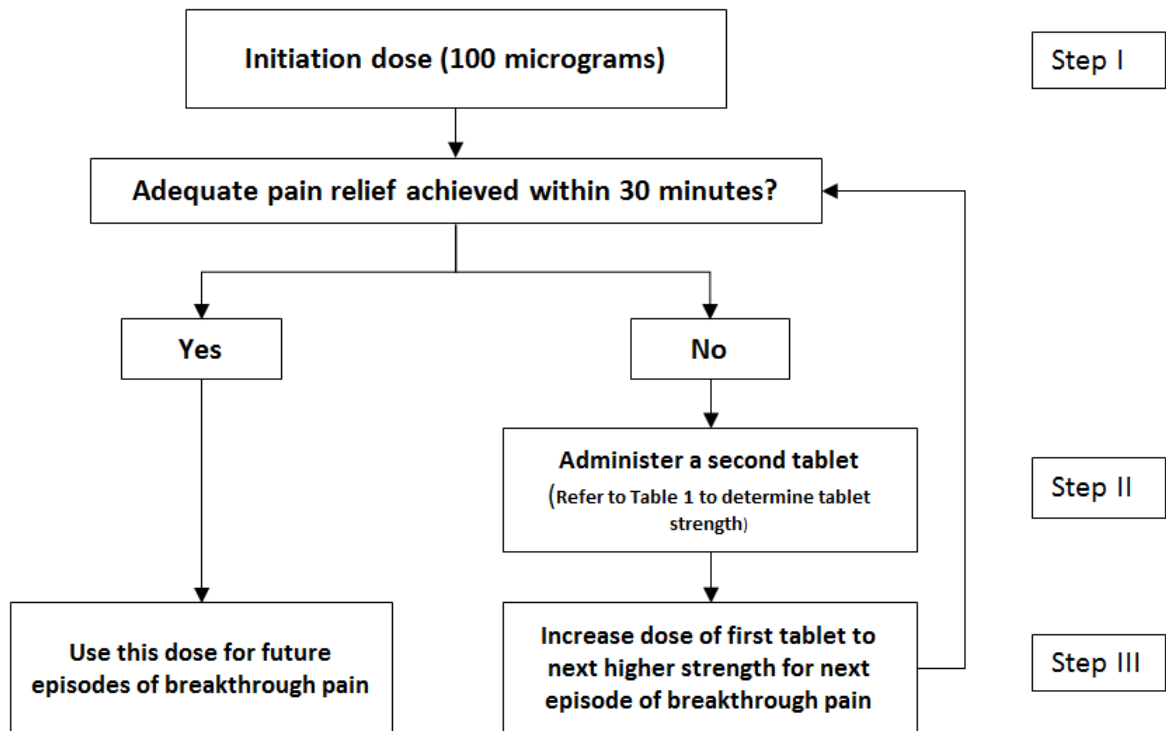 Initiation dose (100 micrograms)
Step I
Adequate pain relief achieved within 30 minutes?
Yes
No
Administer a second tablet
(Refer to Table 1 to determine tablet
strength)
Step II
Use this dose for future
episodes of breakthrough pain
Increase dose of first tablet to
next higher strength for next
episode of breakthrough pain
Step III